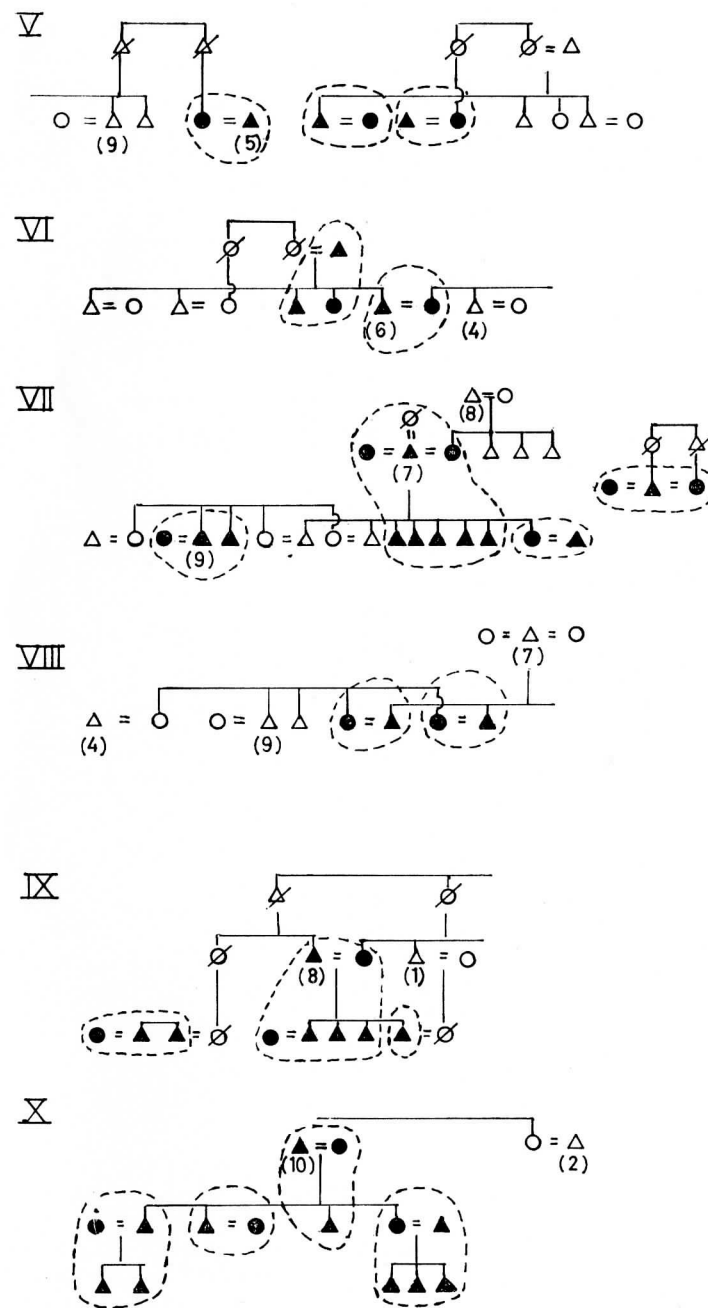 V
(9) (5)
VI
(6) (4)
VII
(8)
(7)
(9)
VIII
(7)
(4) (9)
IX
(8) (1)
X
(10) (2)